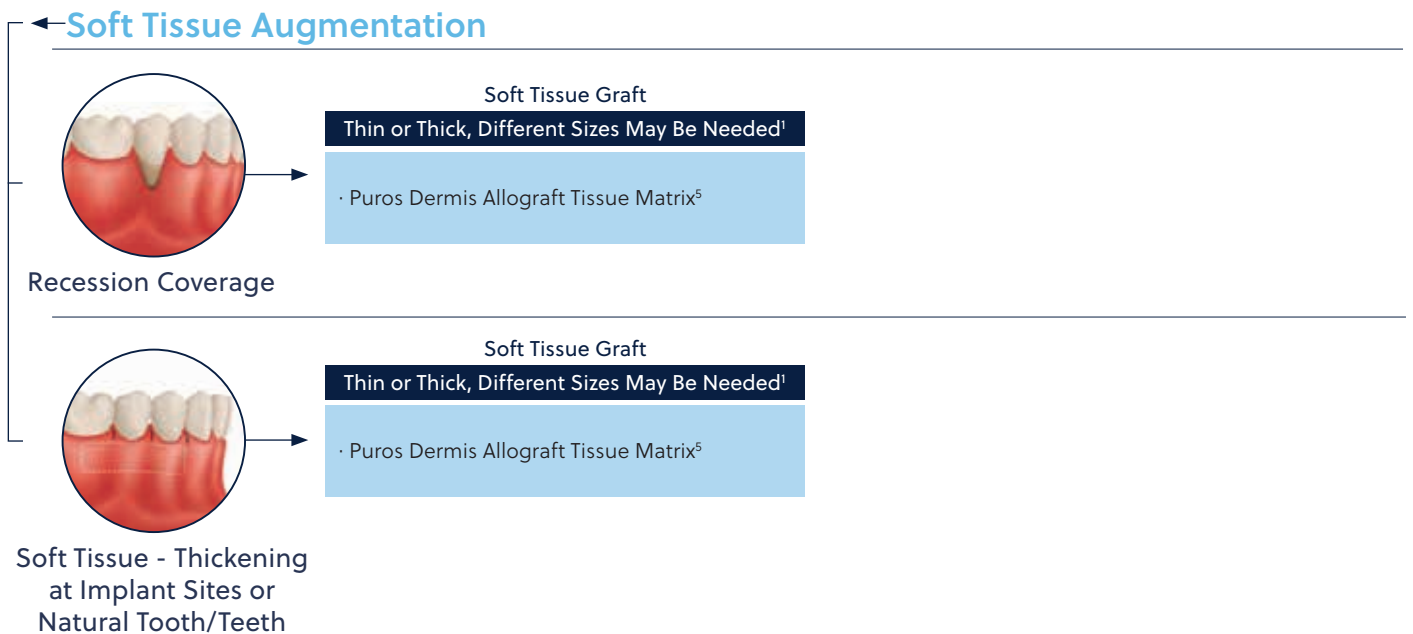 Soft Tissue Augmentation
Soft Tissue Graft
Thin or Thick, Different Sizes May Be Needed¹
· Puros Dermis Allograft Tissue Matrix⁵
Recession Coverage
Soft Tissue Graft
Thin or Thick, Different Sizes May Be Needed¹
· Puros Dermis Allograft Tissue Matrix⁵
Soft Tissue - Thickening
at Implant Sites or
Natural Tooth/Teeth